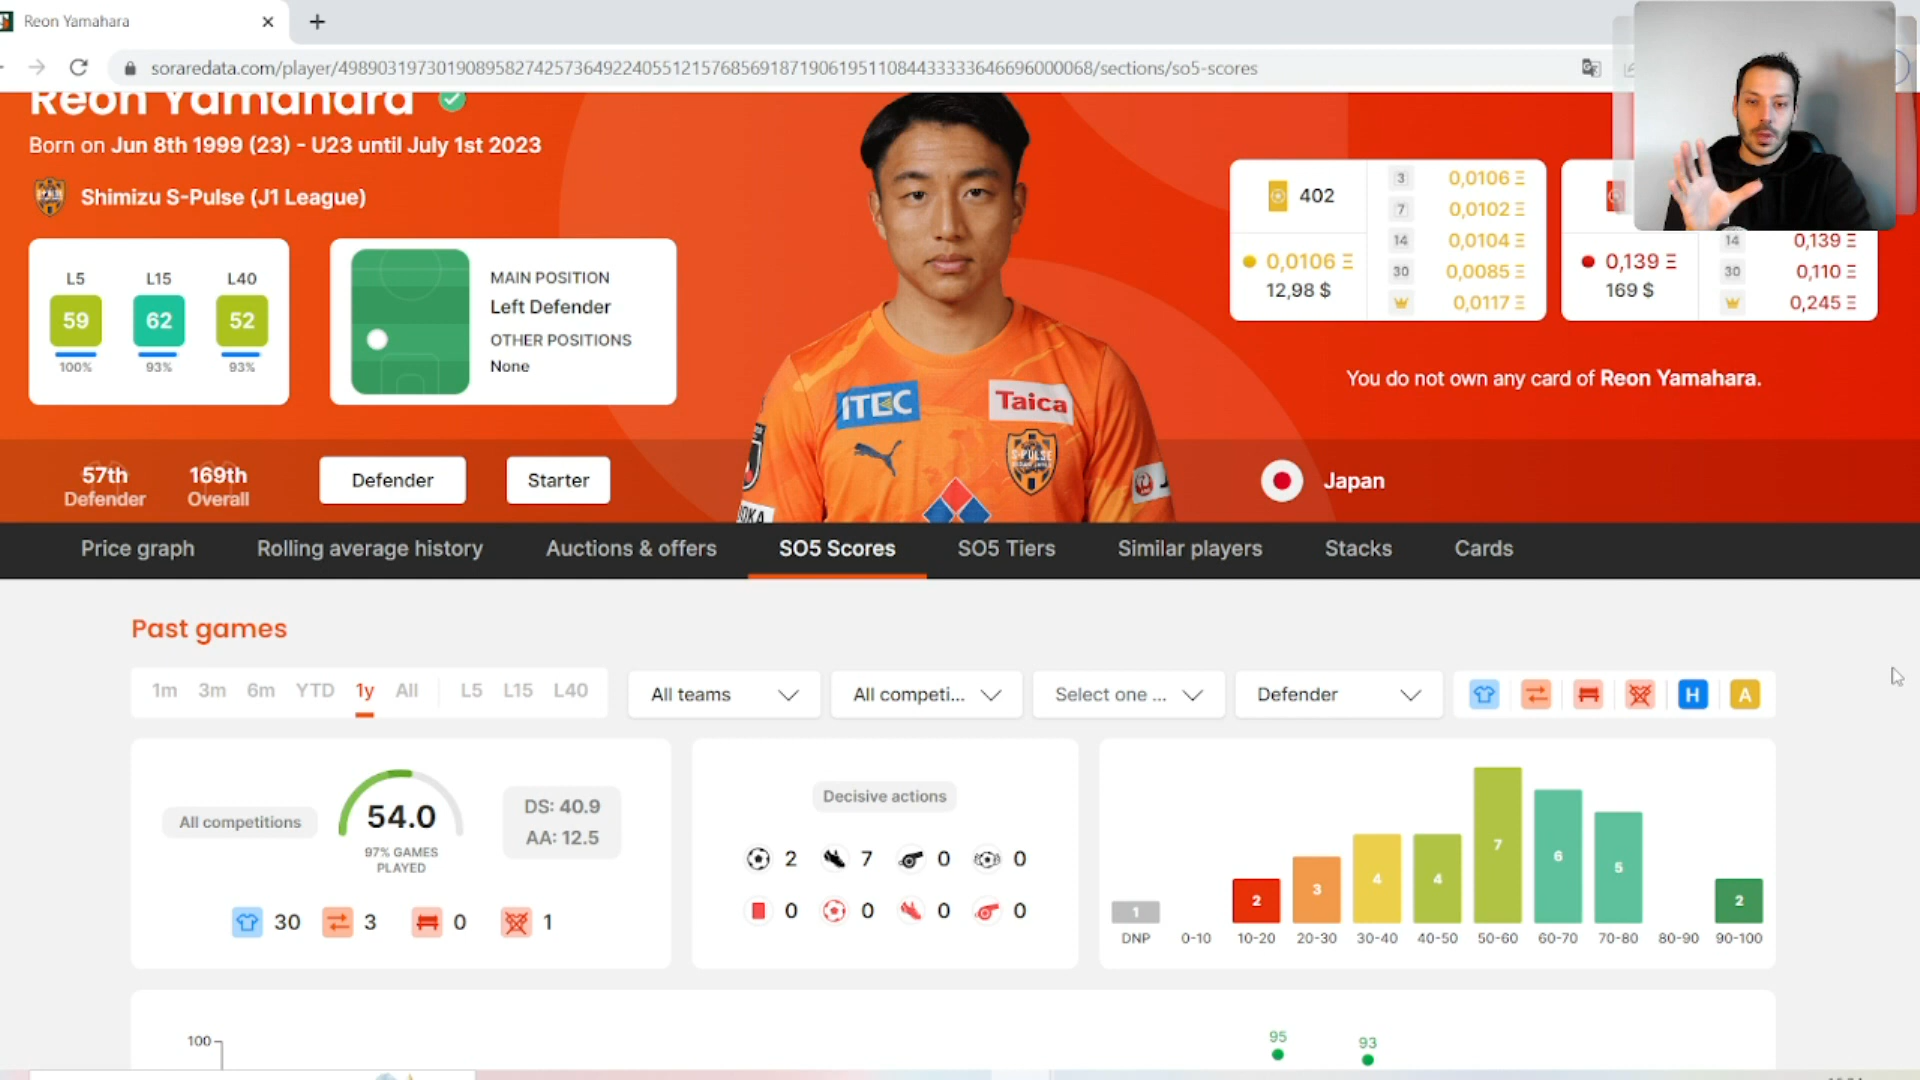 Reon Yamahara
soraredata.com/player/49890319730190895827425736492240551215768569187190619511084433333646696000068/sections/so5-scores
Reon Yamahara
Born on Jun 8th 1999 (23) - U23 until July 1st 2023
Shimizu S-Pulse (J1 League)
L5 L15 L40
59 62 52
100% 93% 93%
MAIN POSITION
Left Defender
OTHER POSITIONS
None
402
0,0106 Ξ
12,98 $
3 0,0106 Ξ
7 0,0102 Ξ
14 0,0104 Ξ
30 0,0085 Ξ
0,0117 Ξ
0,139 Ξ
169 $
14 0,139 Ξ
30 0,110 Ξ
0,245 Ξ
You do not own any card of Reon Yamahara.
ITEC
Taica
S-PULSE
57th
Defender
169th
Overall
Defender
Starter
Japan
Price graph Rolling average history Auctions & offers SO5 Scores SO5 Tiers Similar players Stacks Cards
Past games
1m 3m 6m YTD 1y All L5 L15 L40
All teams
All competi...
Select one ...
Defender
H A
All competitions
54.0
97% GAMES
PLAYED
DS: 40.9
AA: 12.5
30 3 0 1
Decisive actions
2 7 0 0
0 0 0 0
1 2 3 4 4 7 6 5 2
DNP 0-10 10-20 20-30 30-40 40-50 50-60 60-70 70-80 80-90 90-100
100
95
93